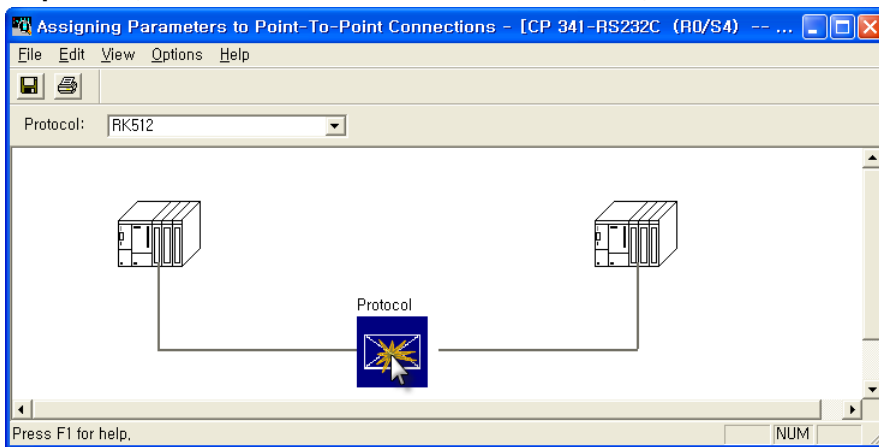 Assigning Parameters to Point-To-Point Connections - [CP 341-RS232C (R0/S4) -- ...
File Edit View Options Help
Protocol: RK512
Protocol
Press F1 for help,
NUM